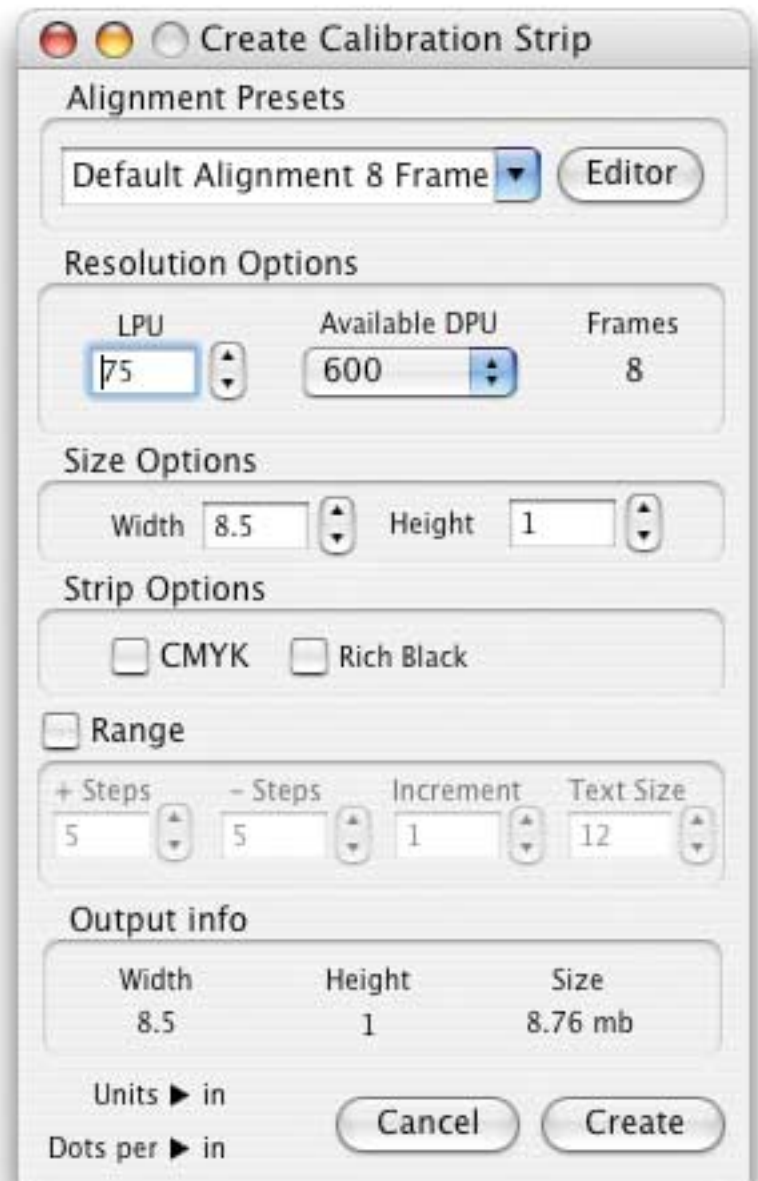 Create Calibration Strip
Alignment Presets
Default Alignment 8 Frame Editor
Resolution Options
LPU Available DPU Frames
75 600 8
Size Options
Width 8.5 Height 1
Strip Options
CMYK Rich Black
Range
+ Steps - Steps Increment Text Size
5 5 1 12
Output info
Width Height Size
8.5 1 8.76 mb
Units ▶ in
Dots per ▶ in
Cancel Create